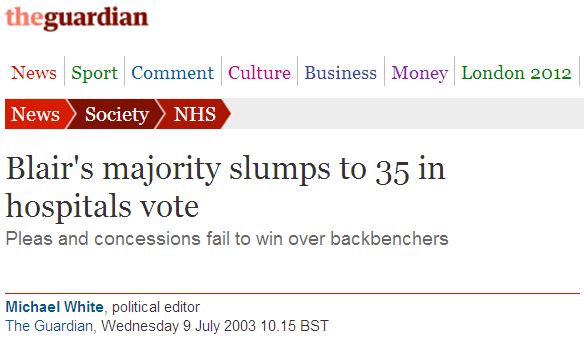 theguardian
News Sport Comment Culture Business Money London 2012
News Society NHS
Blair's majority slumps to 35 in
hospitals vote
Pleas and concessions fail to win over backbenchers
Michael White, political editor
The Guardian, Wednesday 9 July 2003 10.15 BST